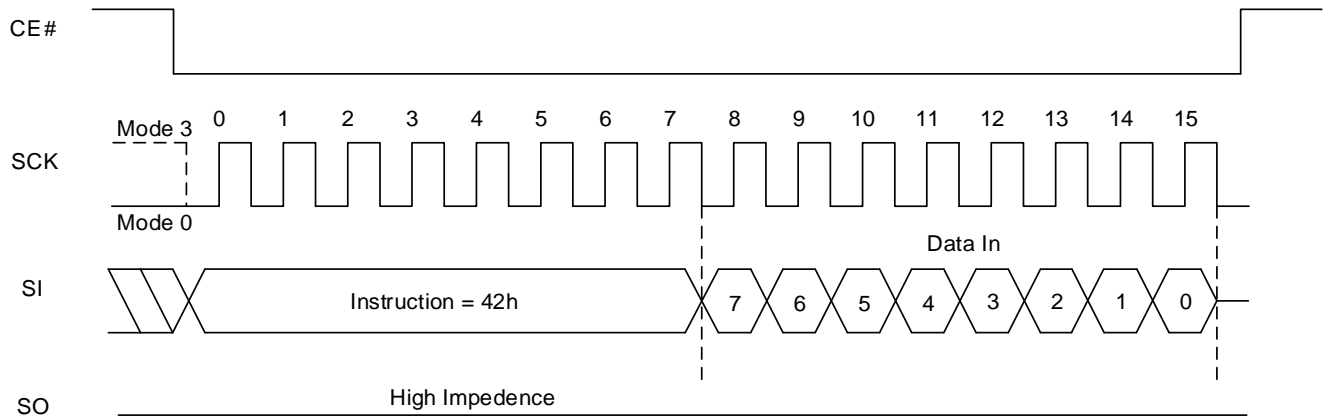 CE#
Mode 3
0 1 2 3 4 5 6 7 8 9 10 11 12 13 14 15
SCK
Mode 0
Data In
SI
Instruction = 42h
7 6 5 4 3 2 1 0
High Impedence
SO